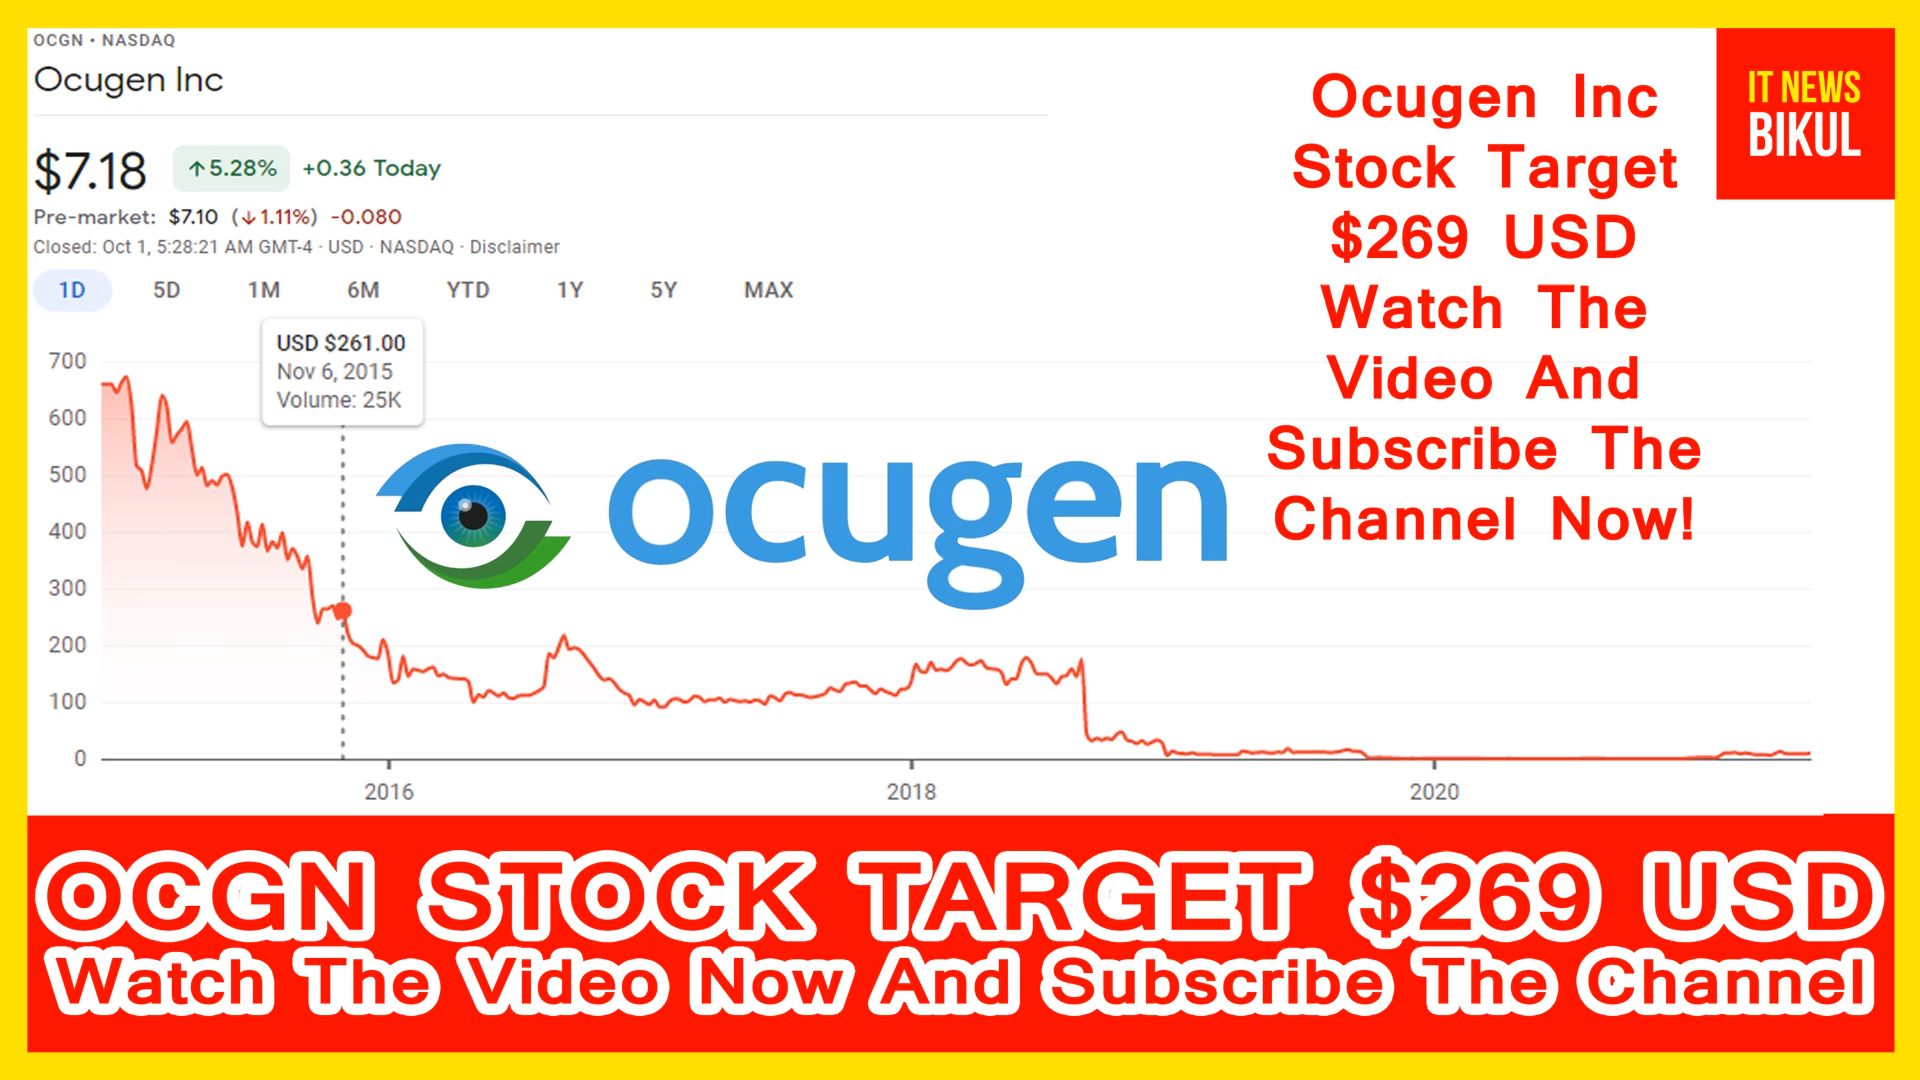 OCGN • NASDAQ
Ocugen Inc
$7.18 ↑5.28% +0.36 Today
Pre-market: $7.10 (↓1.11%) -0.080
Closed: Oct 1, 5:28:21 AM GMT-4 · USD · NASDAQ · Disclaimer
1D 5D 1M 6M YTD 1Y 5Y MAX
USD $261.00
Nov 6, 2015
Volume: 25K
700
600
500
400
300
200
100
0
2016 2018 2020
ocugen
Ocugen Inc
Stock Target
$269 USD
Watch The
Video And
Subscribe The
Channel Now!
IT NEWS
BIKUL
OCGN STOCK TARGET $269 USD
Watch The Video Now And Subscribe The Channel